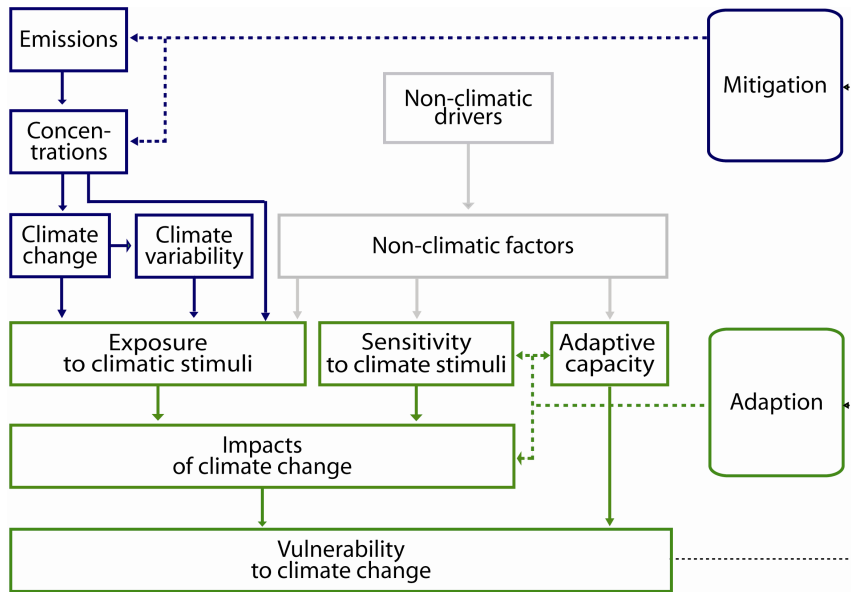 Emissions
Mitigation
Non-climatic
drivers
Concen-
trations
Climate
change
Climate
variability
Non-climatic factors
Exposure
to climatic stimuli
Sensitivity
to climate stimuli
Adaptive
capacity
Adaption
Impacts
of climate change
Vulnerability
to climate change